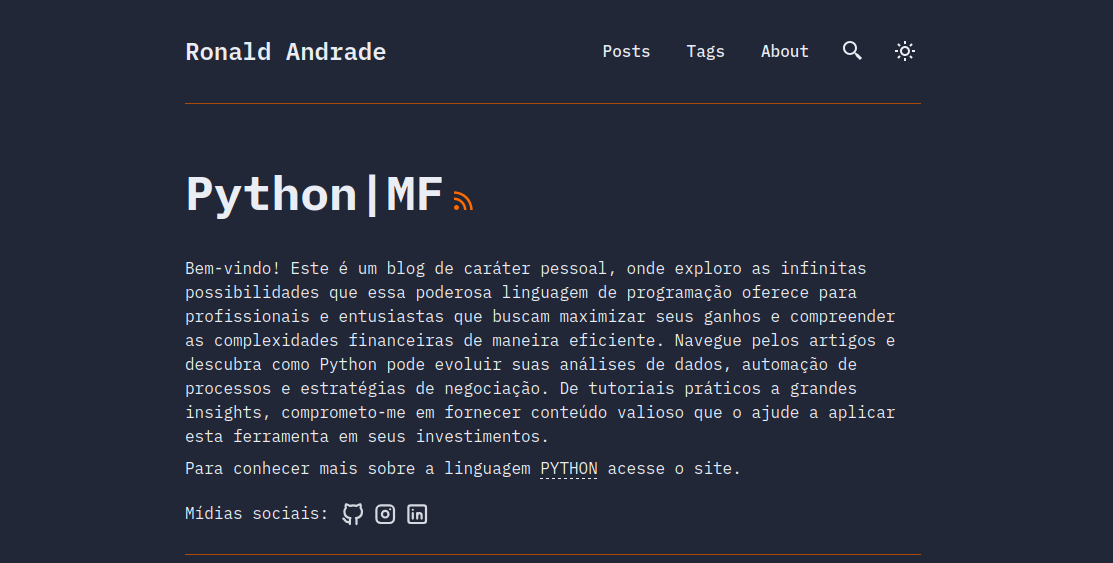 Ronald Andrade
Posts Tags About
Python|MF
Bem-vindo! Este é um blog de caráter pessoal, onde exploro as infinitas
possibilidades que essa poderosa linguagem de programação oferece para
profissionais e entusiastas que buscam maximizar seus ganhos e compreender
as complexidades financeiras de maneira eficiente. Navegue pelos artigos e
descubra como Python pode evoluir suas análises de dados, automação de
processos e estratégias de negociação. De tutoriais práticos a grandes
insights, comprometo-me em fornecer conteúdo valioso que o ajude a aplicar
esta ferramenta em seus investimentos.
Para conhecer mais sobre a linguagem PYTHON acesse o site.
Mídias sociais: